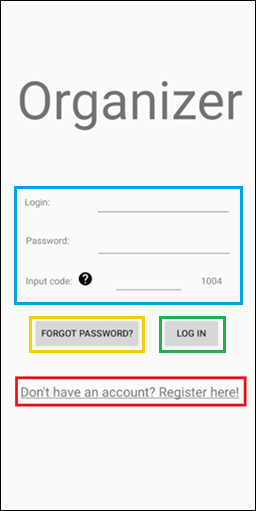 Organizer
Login:
Password:
Input code: ? 1004
FORGOT PASSWORD? LOG IN
Don't have an account? Register here!